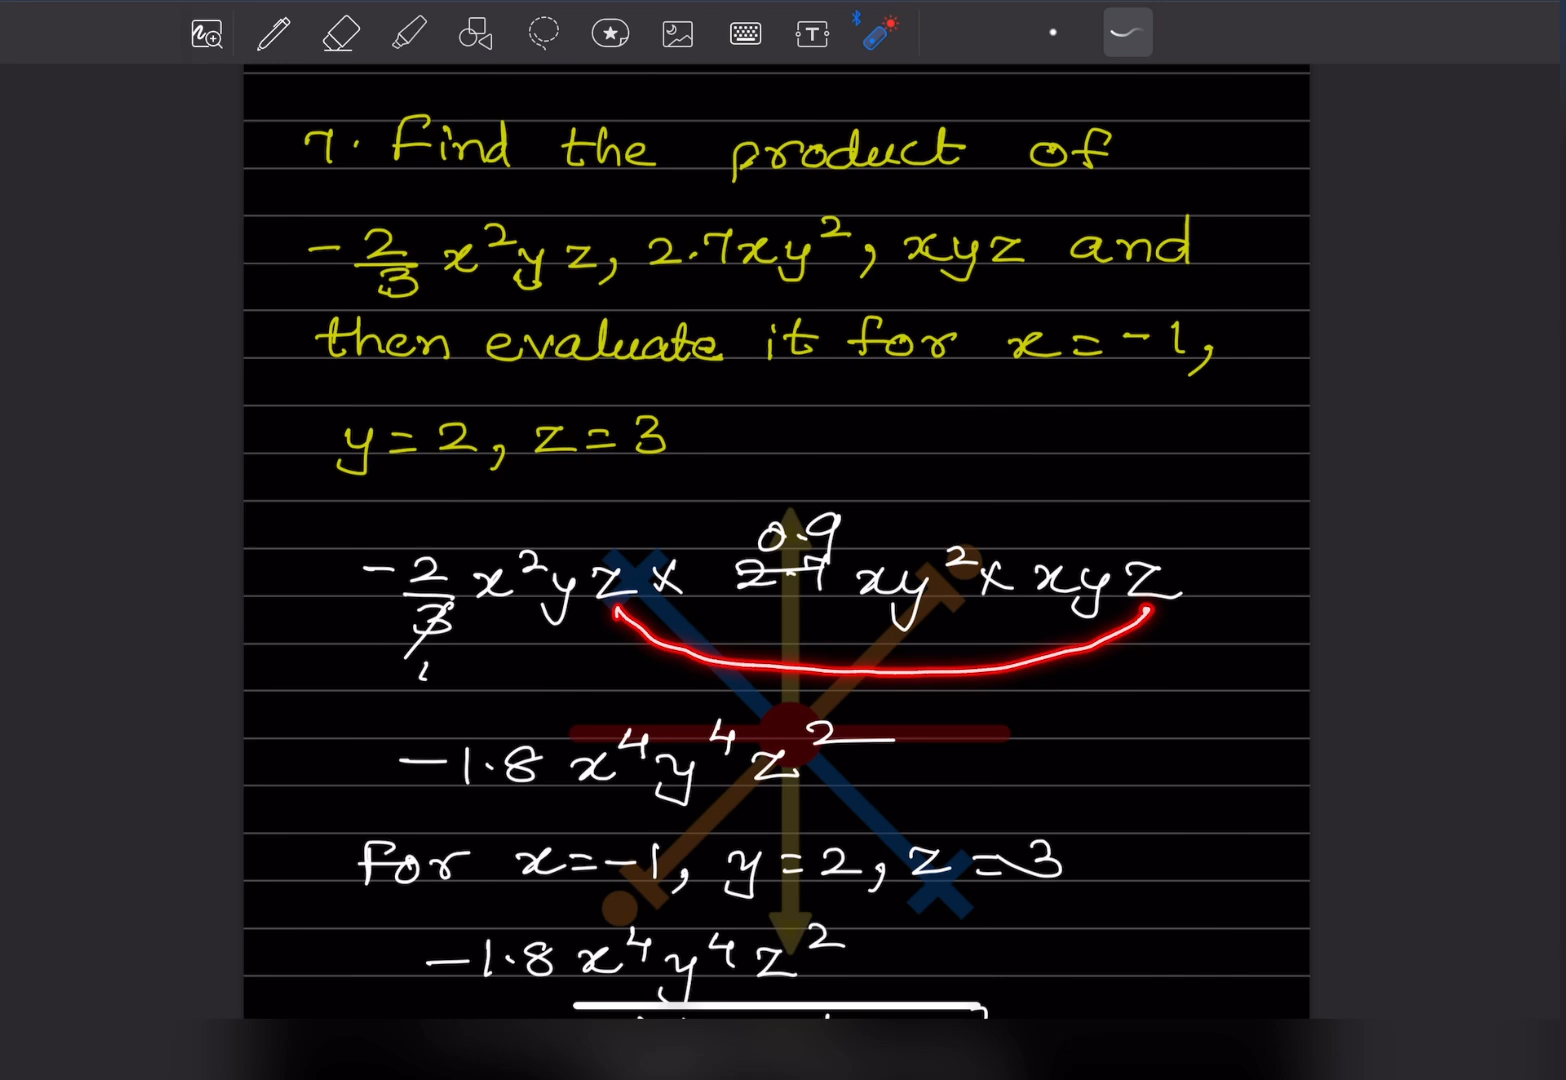 7. Find the product of
-2/3 x²yz, 2.7xy², xyz and
then evaluate it for x=-1,
y=2, z=3
0.9
-2/3 x²yz x 2.7 xy² x xyz
1
-1.8 x⁴y⁴z²
For x=-1, y=2, z=3
-1.8 x⁴y⁴z²